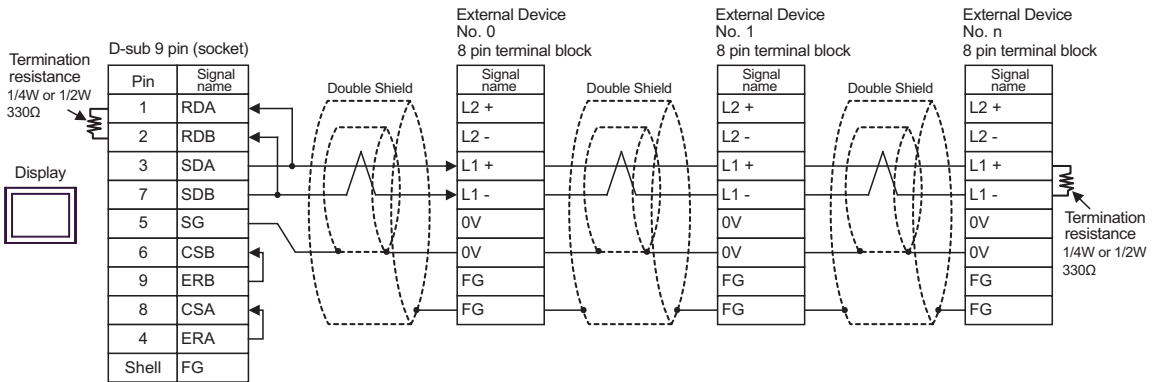 Termination
resistance
1/4W or 1/2W
330Ω
Display
D-sub 9 pin (socket)
Pin Signal name
1 RDA
2 RDB
3 SDA
7 SDB
5 SG
6 CSB
9 ERB
8 CSA
4 ERA
Shell FG
Double Shield
External Device
No. 0
8 pin terminal block
Signal
name
L2 +
L2 -
L1 +
L1 -
0V
0V
FG
FG
Double Shield
External Device
No. 1
8 pin terminal block
Signal
name
L2 +
L2 -
L1 +
L1 -
0V
0V
FG
FG
Double Shield
External Device
No. n
8 pin terminal block
Signal
name
L2 +
L2 -
L1 +
L1 -
0V
0V
FG
FG
Termination
resistance
1/4W or 1/2W
330Ω